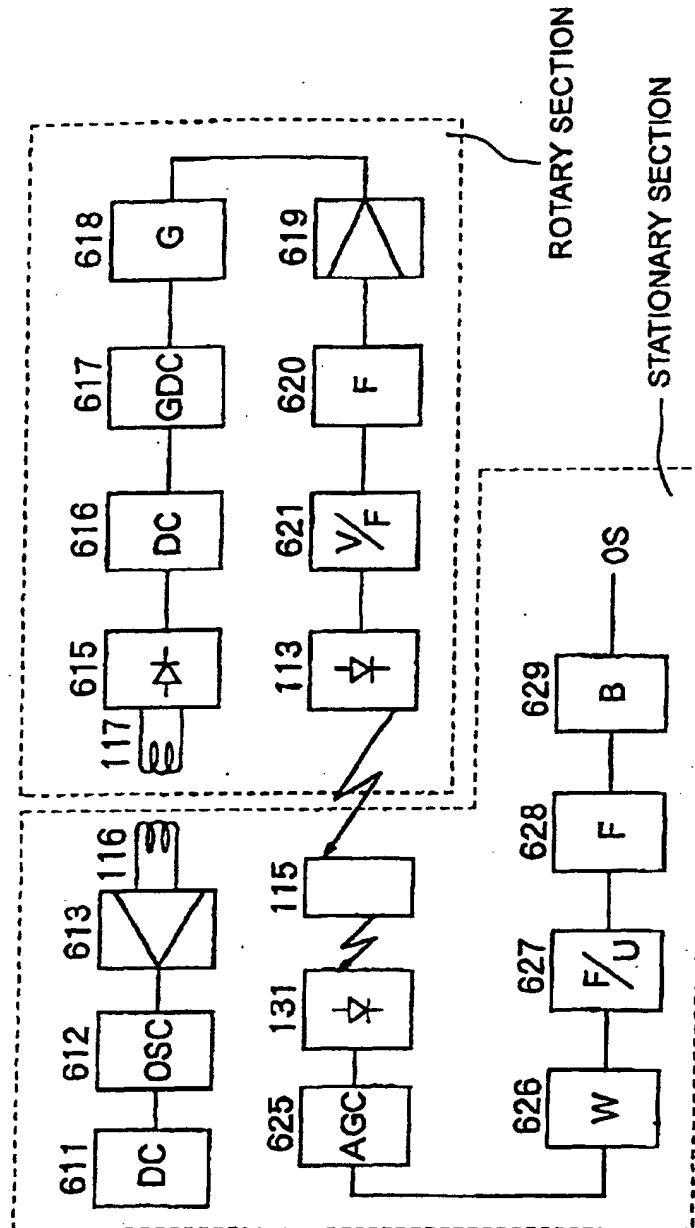 611
DC
612
OSC
613
116
117
615
616
DC
617
GDC
618
G
619
620
F
621
V/F
113
ROTARY SECTION
115
131
625
AGC
626
W
627
F/U
628
F
629
B
OS
STATIONARY SECTION